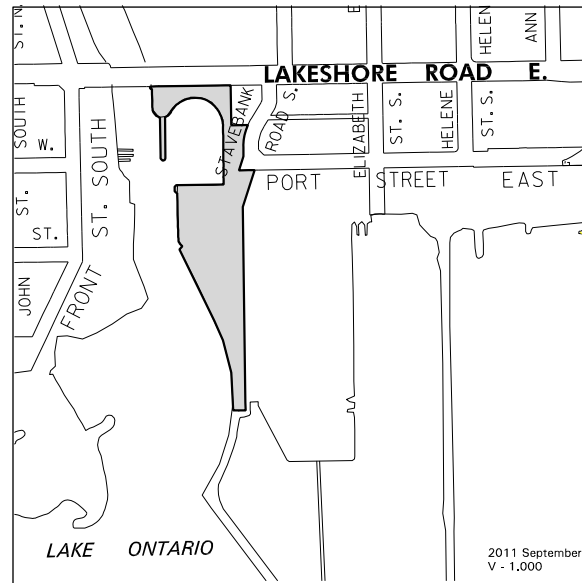 ST. N.
E
HELEN
ANN
LAKESHORE ROAD E.
SOUTH
W.
ST. SOUTH
STAVEBANK
ROAD S.
ELIZABETH
ST. S.
HELENE
ST. S.
PORT STREET EAST
ST.
ST.
JOHN
FRONT
LAKE ONTARIO
2011 September
V - 1.000